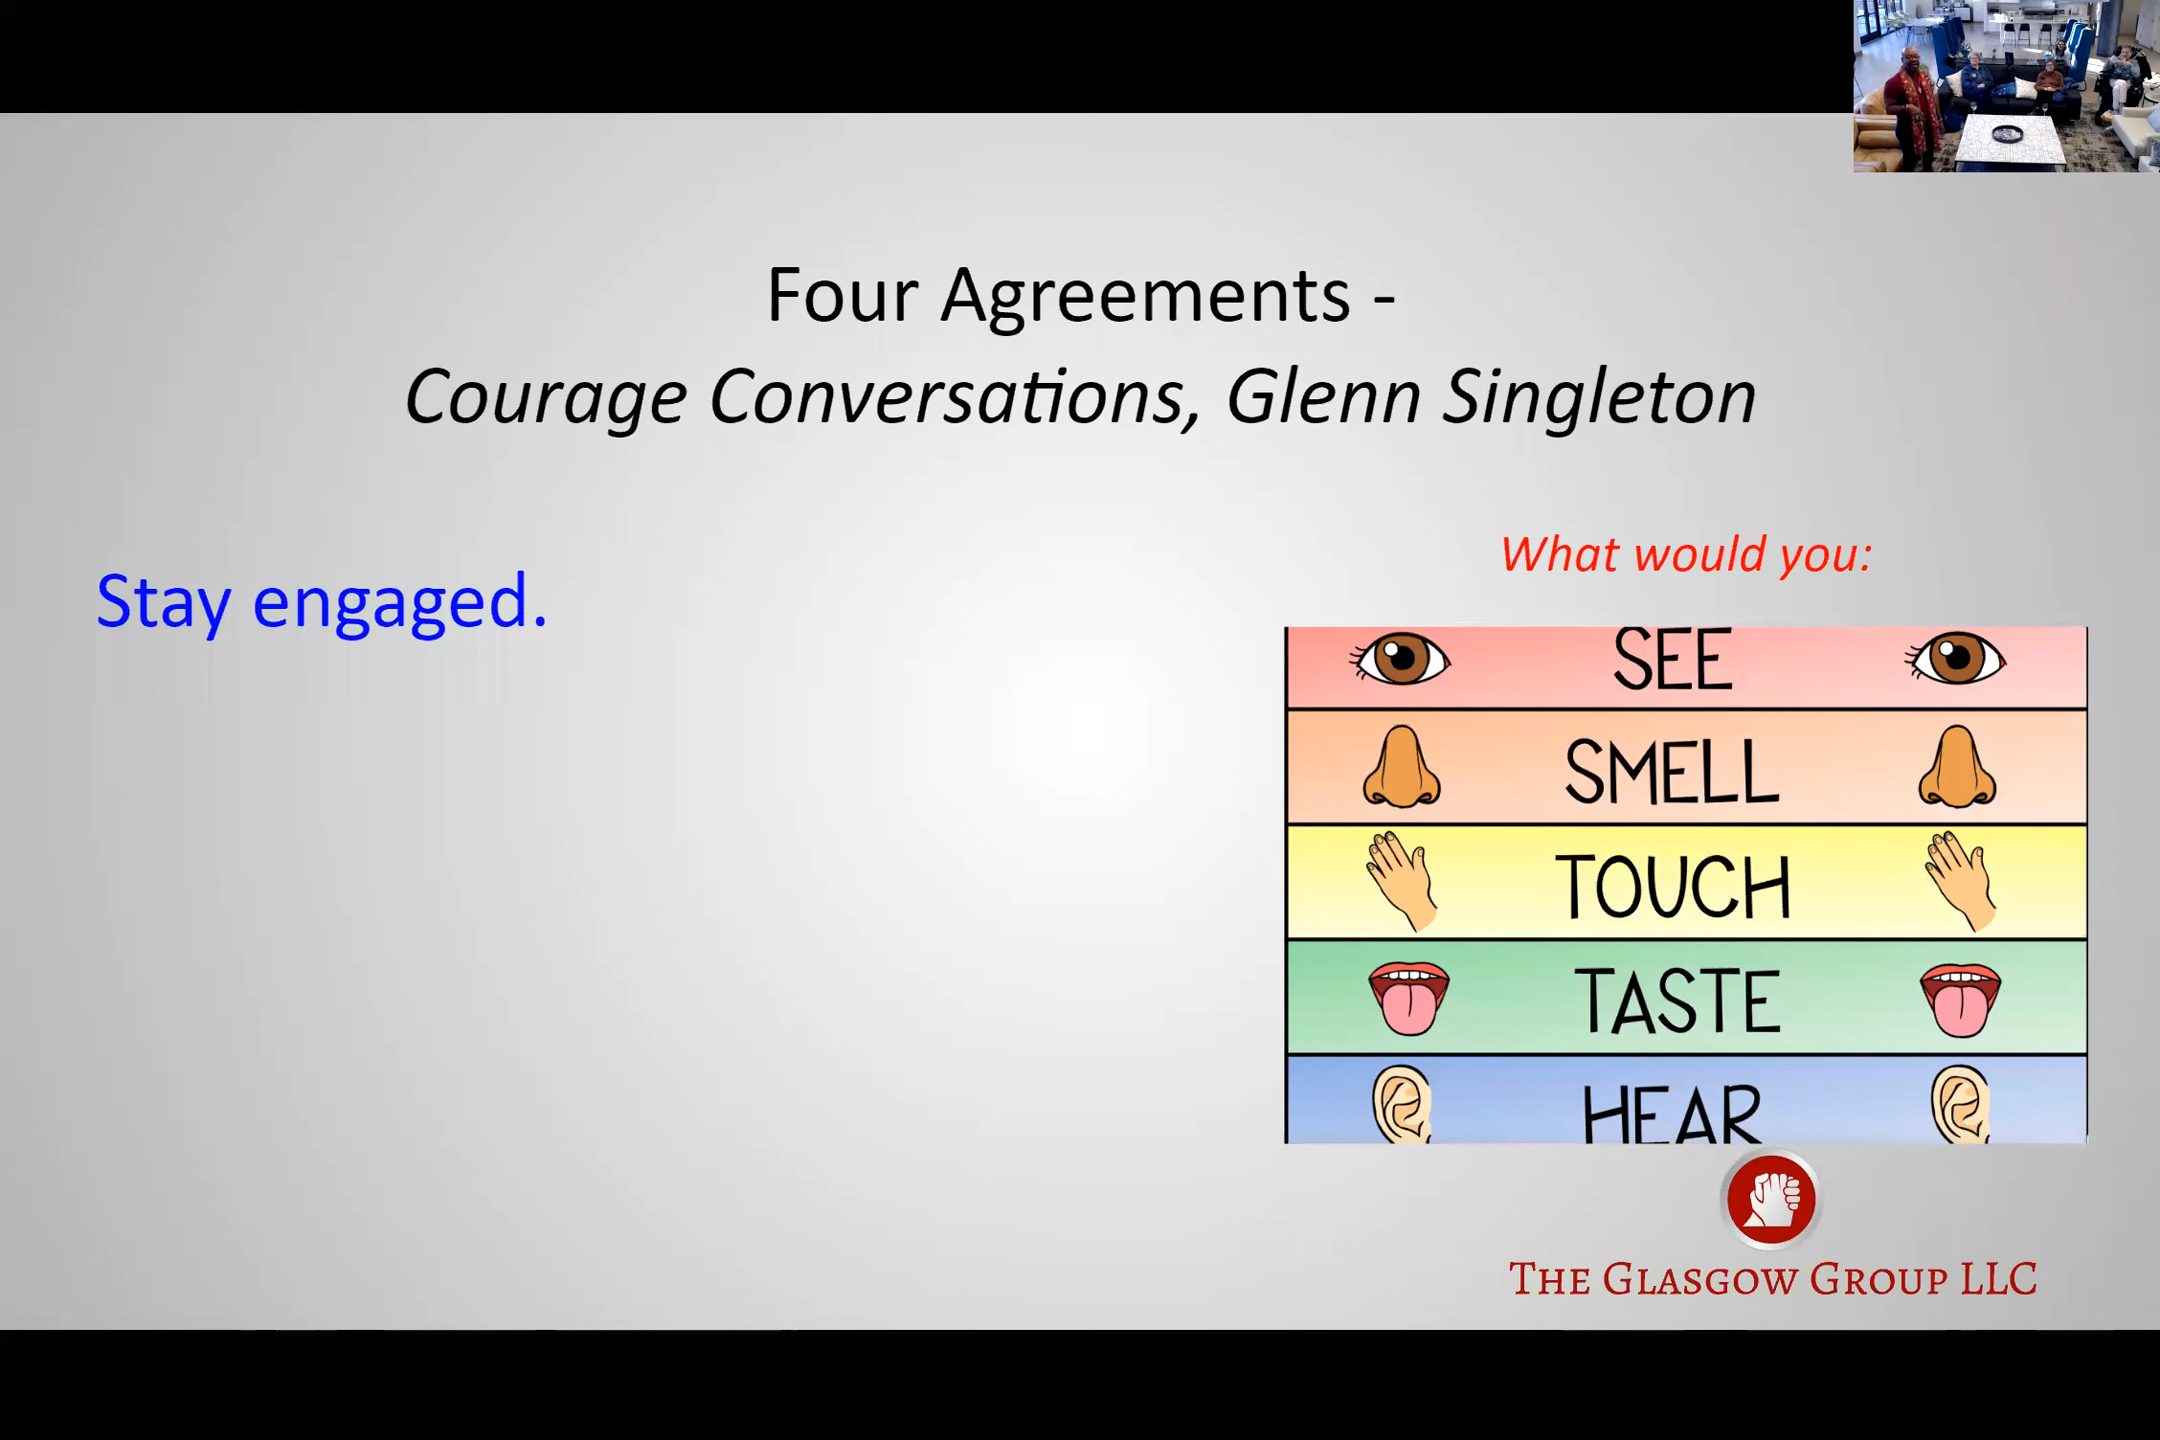 Four Agreements -
Courage Conversations, Glenn Singleton
Stay engaged.
What would you:
SEE
SMELL
TOUCH
TASTE
HEAR
THE GLASGOW GROUP LLC